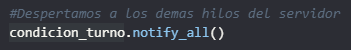 #Despertamos a los demas hilos del servidor
condicion_turno.notify_all()